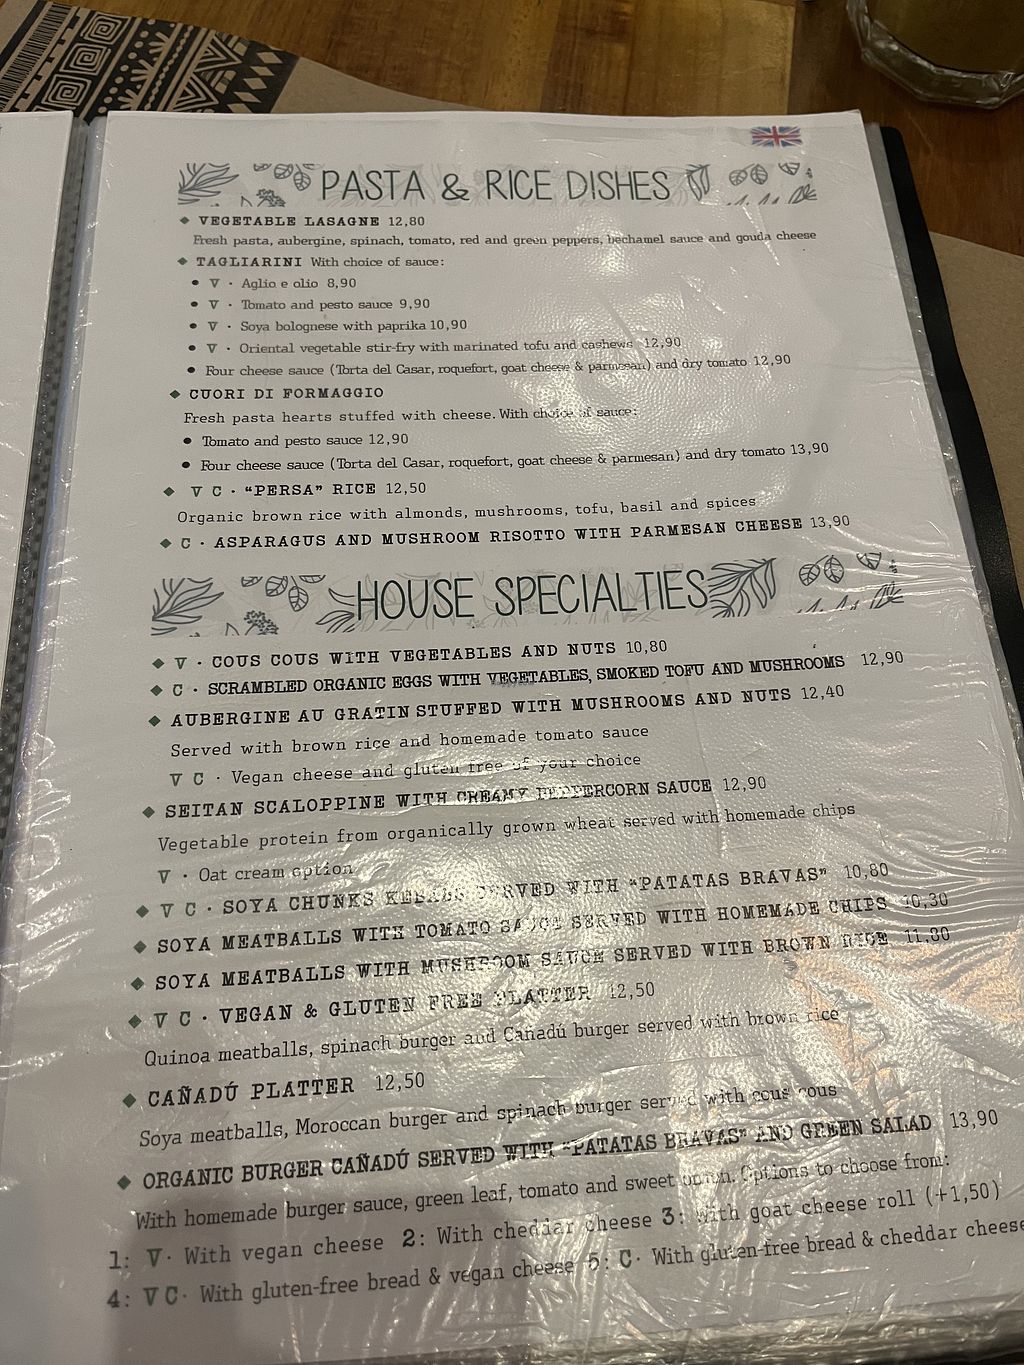 PASTA & RICE DISHES
VEGETABLE LASAGNE 12,80
Fresh pasta, aubergine, spinach, tomato, red and green peppers, bechamel sauce and gouda cheese
TAGLIARINI With choice of sauce:
V · Aglio e olio 8,90
V · Tomato and pesto sauce 9,90
V · Soya bolognese with paprika 10,90
V · Oriental vegetable stir-fry with marinated tofu and cashews 12,90
Four cheese sauce (Torta del Casar, roquefort, goat cheese & parmesan) and dry tomato 12,90
CUORI DI FORMAGGIO
Fresh pasta hearts stuffed with cheese. With choice of sauce:
Tomato and pesto sauce 12,90
Four cheese sauce (Torta del Casar, roquefort, goat cheese & parmesan) and dry tomato 13,90
V C · "PERSA" RICE 12,50
Organic brown rice with almonds, mushrooms, tofu, basil and spices
C · ASPARAGUS AND MUSHROOM RISOTTO WITH PARMESAN CHEESE 13,90
HOUSE SPECIALTIES
V · COUS COUS WITH VEGETABLES AND NUTS 10,80
C · SCRAMBLED ORGANIC EGGS WITH VEGETABLES, SMOKED TOFU AND MUSHROOMS 12,90
AUBERGINE AU GRATIN STUFFED WITH MUSHROOMS AND NUTS 12,40
Served with brown rice and homemade tomato sauce
V C · Vegan cheese and gluten free of your choice
SEITAN SCALOPPINE WITH CREAMY PEPPERCORN SAUCE 12,90
Vegetable protein from organically grown wheat served with homemade chips
V · Oat cream option
V C · SOYA CHUNKS KEBABS SERVED WITH "PATATAS BRAVAS" 10,80
SOYA MEATBALLS WITH TOMATO SAUCE SERVED WITH HOMEMADE CHIPS 10,30
SOYA MEATBALLS WITH MUSHROOM SAUCE SERVED WITH BROWN RICE 11,80
V C · VEGAN & GLUTEN FREE PLATTER 12,50
Quinoa meatballs, spinach burger and Cañadú burger served with brown rice
CAÑADÚ PLATTER 12,50
Soya meatballs, Moroccan burger and spinach burger served with cous cous
ORGANIC BURGER CAÑADÚ SERVED WITH "PATATAS BRAVAS" AND GREEN SALAD 13,90
With homemade burger sauce, green leaf, tomato and sweet onion. Options to choose from:
1: V · With vegan cheese 2: With cheddar cheese 3: With goat cheese roll (+1,50)
4: V C · With gluten-free bread & vegan cheese 5: C · With gluten-free bread & cheddar cheese